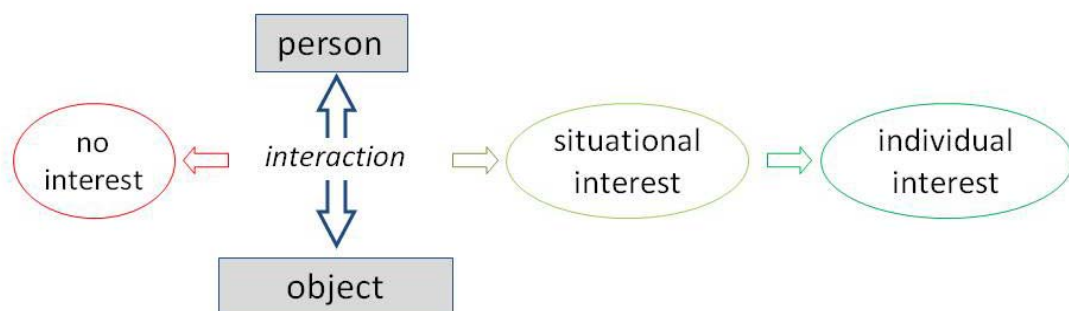 person
no
interest
interaction
situational
interest
individual
interest
object